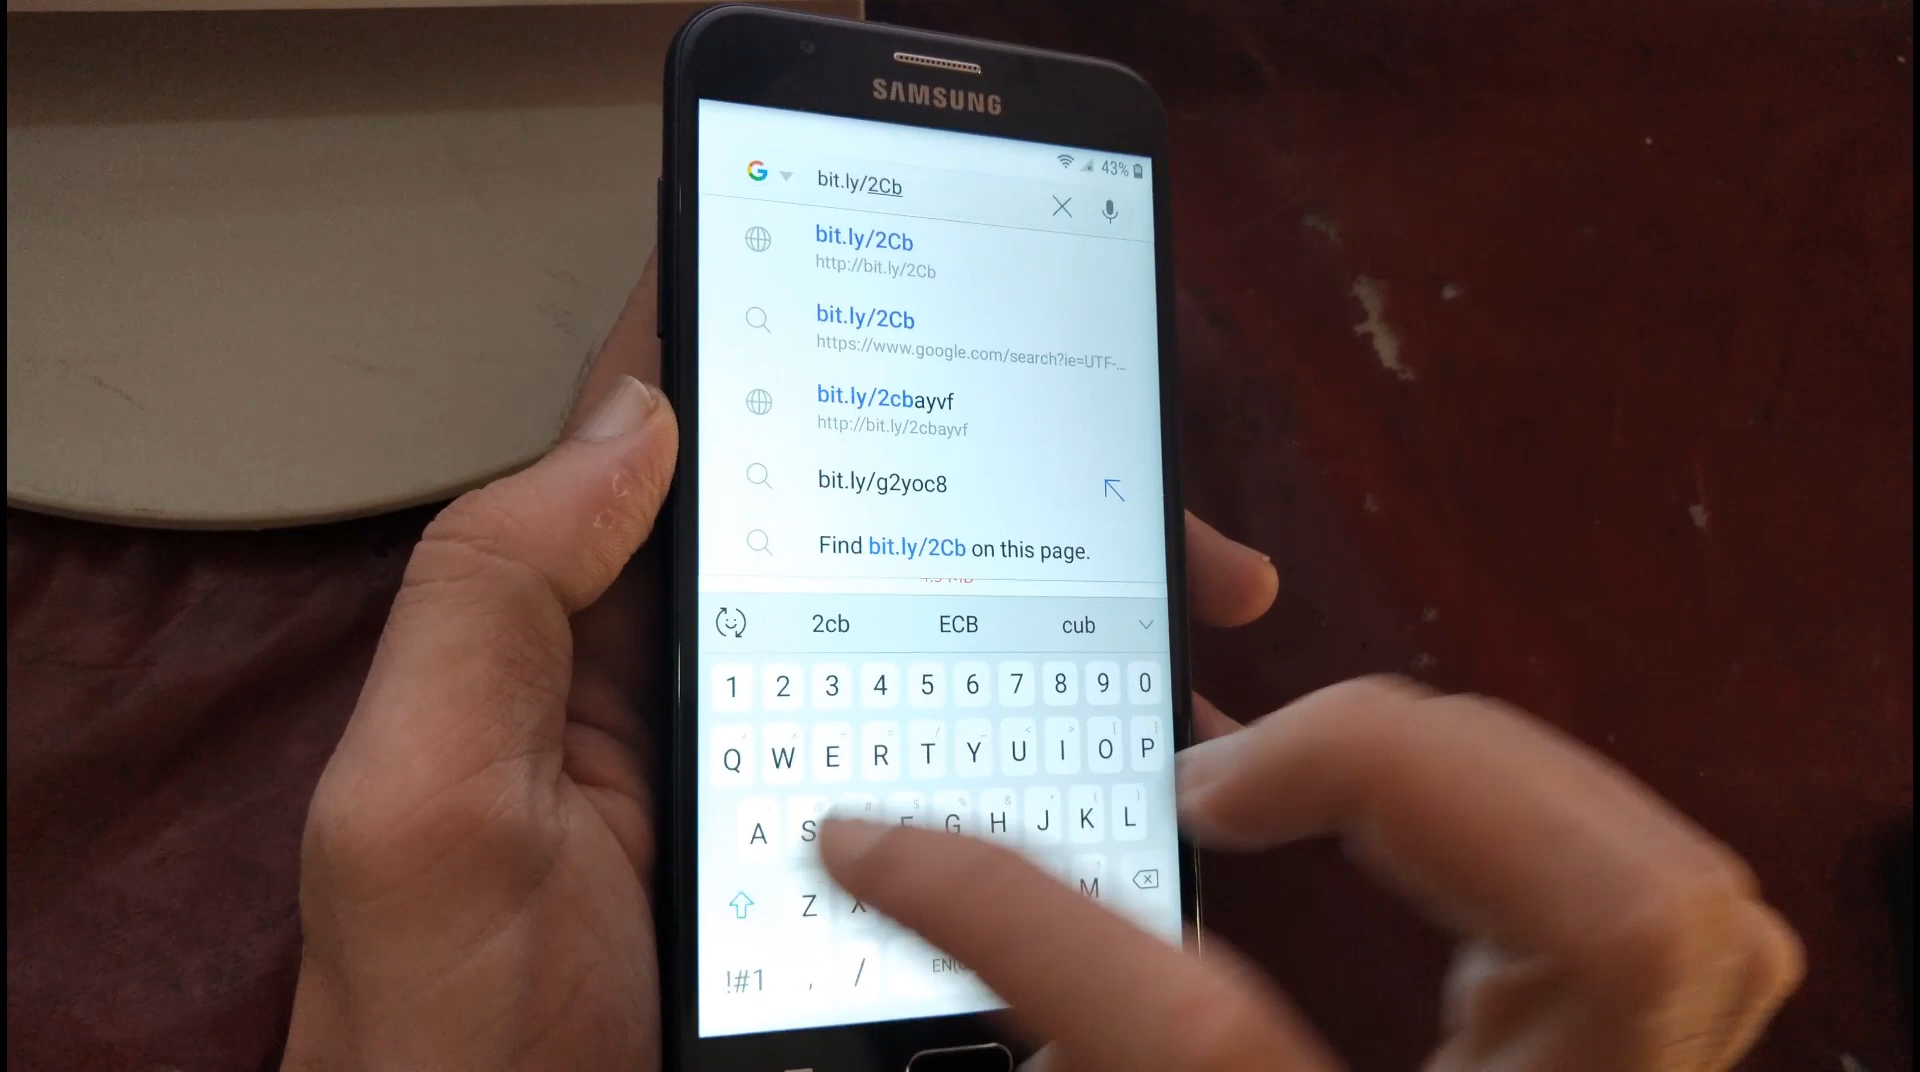 SAMSUNG
43%
bit.ly/2Cb
bit.ly/2Cb
http://bit.ly/2Cb
bit.ly/2Cb
https://www.google.com/search?ie=UTF-...
bit.ly/2cbayvf
http://bit.ly/2cbayvf
bit.ly/g2yoc8
Find bit.ly/2Cb on this page.
2cb ECB cub
1 2 3 4 5 6 7 8 9 0
Q W E R T Y U I O P
A S F G H J K L
Z X M
!#1 , /